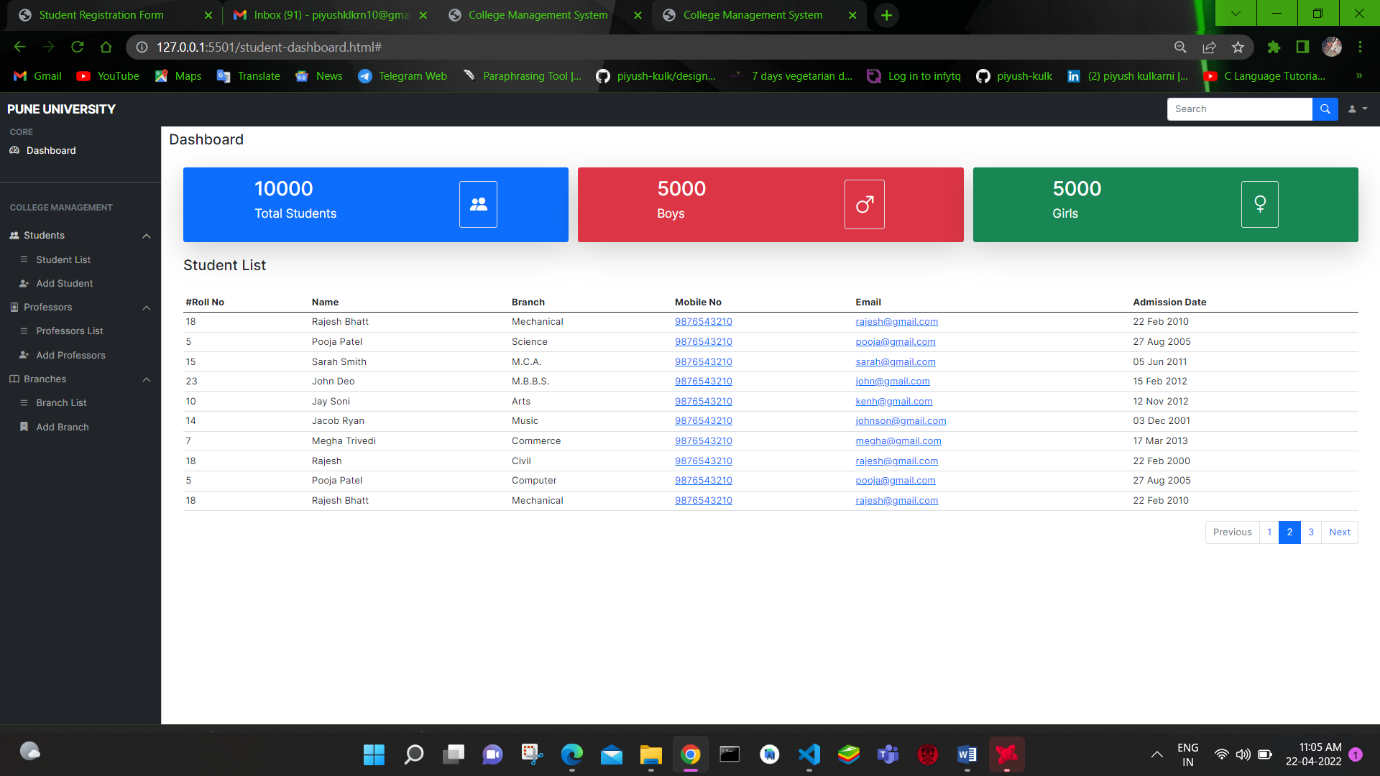 Student Registration Form
Inbox (91) - piyushklkrn10@gma
College Management System
College Management System
127.0.0.1:5501/student-dashboard.html#
Gmail YouTube Maps Translate News Telegram Web Paraphrasing Tool |... piyush-kulk/design... 7 days vegetarian d... Log in to infytq piyush-kulk (2) piyush kulkarni |... C Language Tutoria... »
PUNE UNIVERSITY
Search
CORE
Dashboard
COLLEGE MANAGEMENT
Students
Student List
Add Student
Professors
Professors List
Add Professors
Branches
Branch List
Add Branch
Dashboard
10000
Total Students
5000
Boys
5000
Girls
Student List
#Roll No Name Branch Mobile No Email Admission Date
18 Rajesh Bhatt Mechanical 9876543210 rajesh@gmail.com 22 Feb 2010
5 Pooja Patel Science 9876543210 pooja@gmail.com 27 Aug 2005
15 Sarah Smith M.C.A. 9876543210 sarah@gmail.com 05 Jun 2011
23 John Deo M.B.B.S. 9876543210 john@gmail.com 15 Feb 2012
10 Jay Soni Arts 9876543210 kenh@gmail.com 12 Nov 2012
14 Jacob Ryan Music 9876543210 johnson@gmail.com 03 Dec 2001
7 Megha Trivedi Commerce 9876543210 megha@gmail.com 17 Mar 2013
18 Rajesh Civil 9876543210 rajesh@gmail.com 22 Feb 2000
5 Pooja Patel Computer 9876543210 pooja@gmail.com 27 Aug 2005
18 Rajesh Bhatt Mechanical 9876543210 rajesh@gmail.com 22 Feb 2010
Previous 1 2 3 Next
ENG
IN
11:05 AM
22-04-2022
1